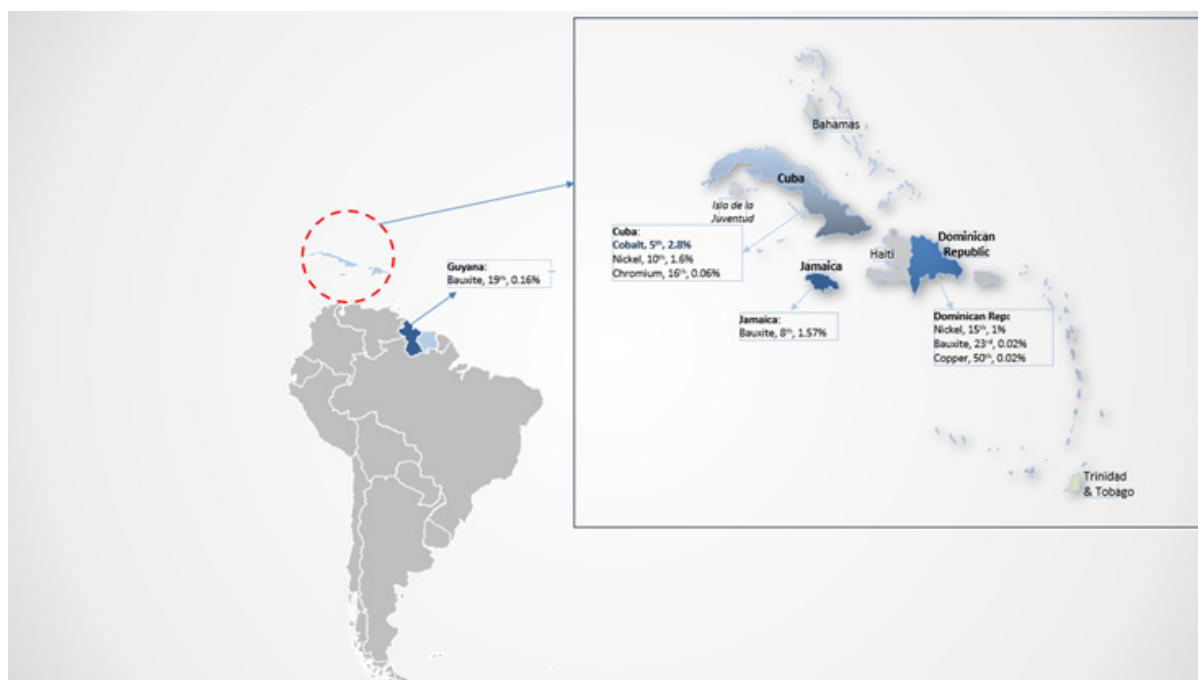 Bahamas
Cuba
Isla de la
Juventud
Cuba:
Cobalt, 5th, 2.8%
Nickel, 10th, 1.6%
Chromium, 16th, 0.06%
Haiti
Dominican
Republic
Jamaica
Jamaica:
Bauxite, 8th, 1.57%
Dominican Rep:
Nickel, 15th, 1%
Bauxite, 23rd, 0.02%
Copper, 50th, 0.02%
Trinidad
& Tobago
Guyana:
Bauxite, 19th, 0.16%